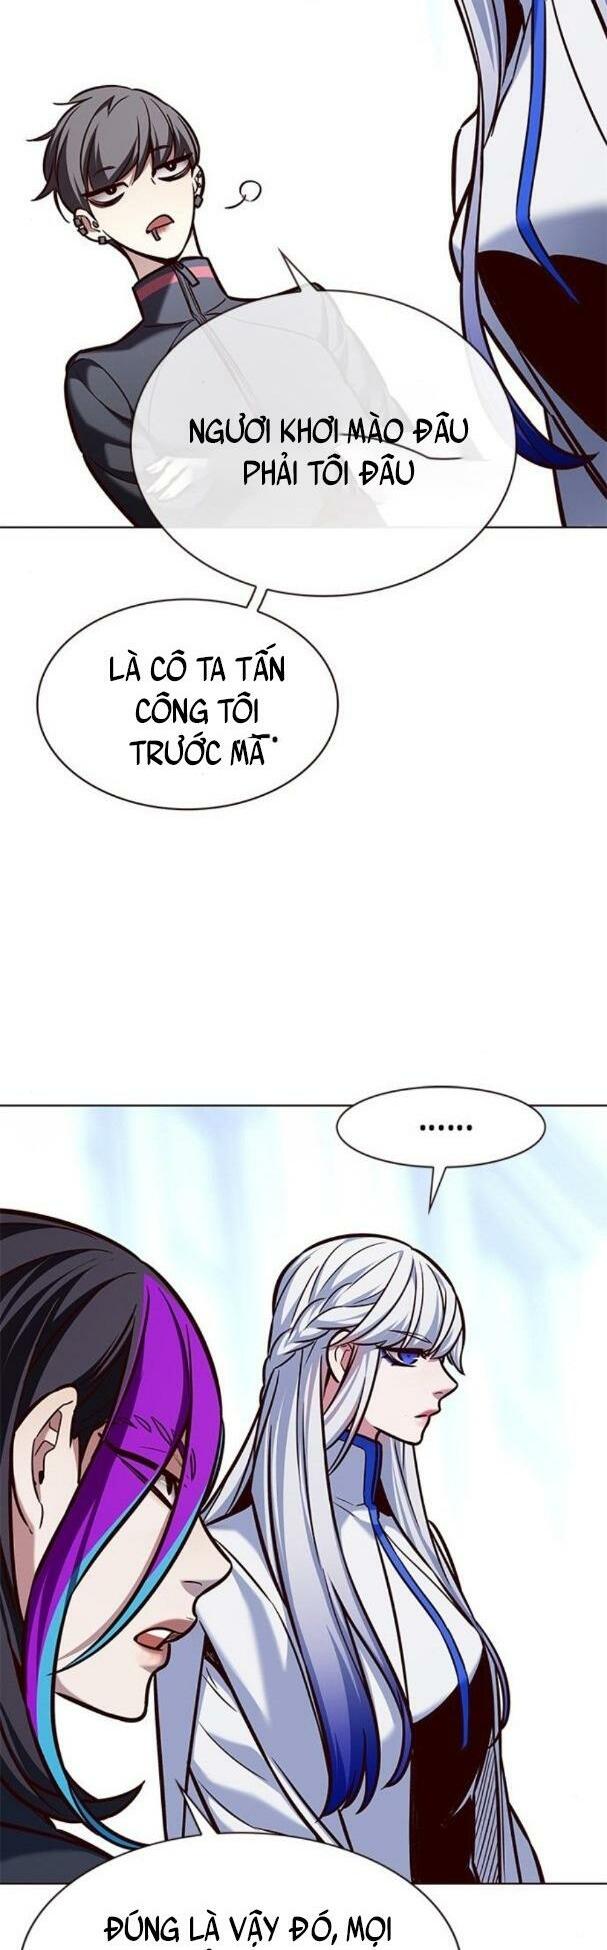 NGƯƠI KHƠI MÀO ĐÂU
PHẢI TÔI ĐÂU
LÀ CÔ TA TẤN
CÔNG TÔI
TRƯỚC MÀ.
......
ĐÚNG LÀ VẬY ĐÓ, MỌI